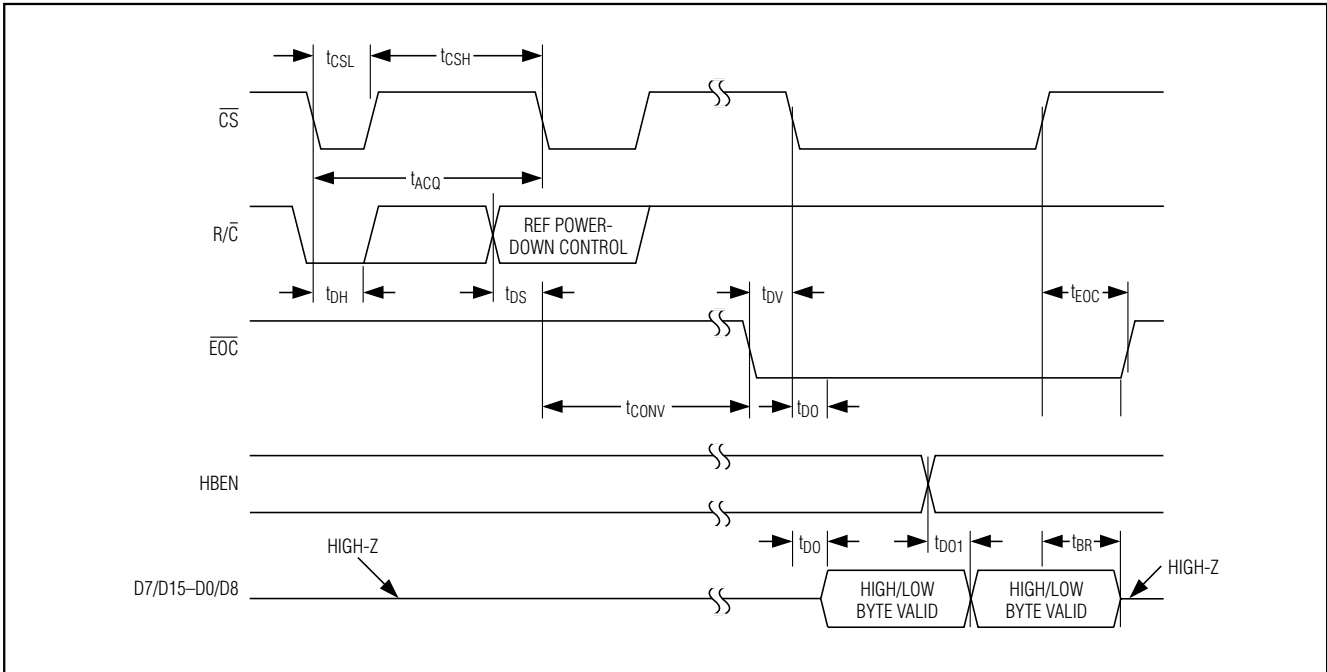 tCSL
tCSH
CS
tACQ
R/C
REF POWER-
DOWN CONTROL
tDH
tDS
tDV
tEOC
EOC
tCONV
tDO
HBEN
HIGH-Z
tDO
tDO1
tBR
HIGH-Z
D7/D15–D0/D8
HIGH/LOW
BYTE VALID
HIGH/LOW
BYTE VALID